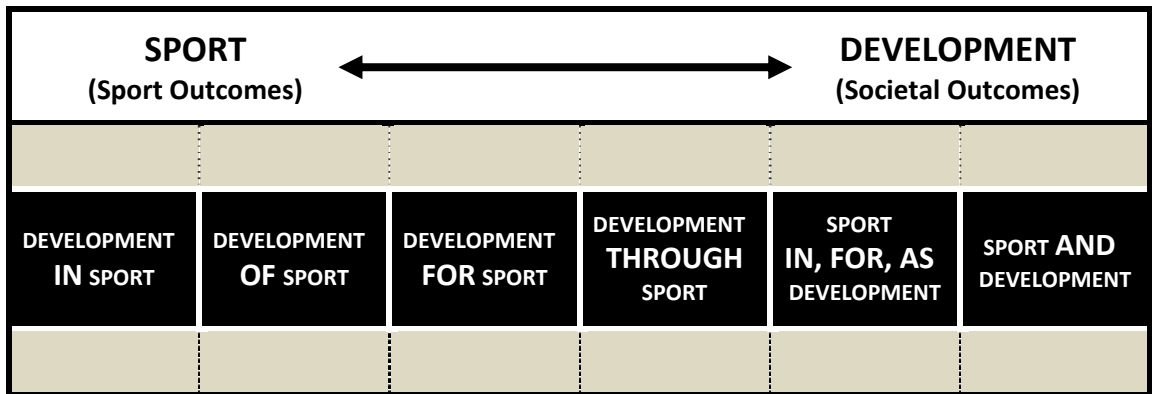 SPORT
(Sport Outcomes)
DEVELOPMENT
(Societal Outcomes)
DEVELOPMENT
IN SPORT
DEVELOPMENT
OF SPORT
DEVELOPMENT
FOR SPORT
DEVELOPMENT
THROUGH
SPORT
SPORT
IN, FOR, AS
DEVELOPMENT
SPORT AND
DEVELOPMENT